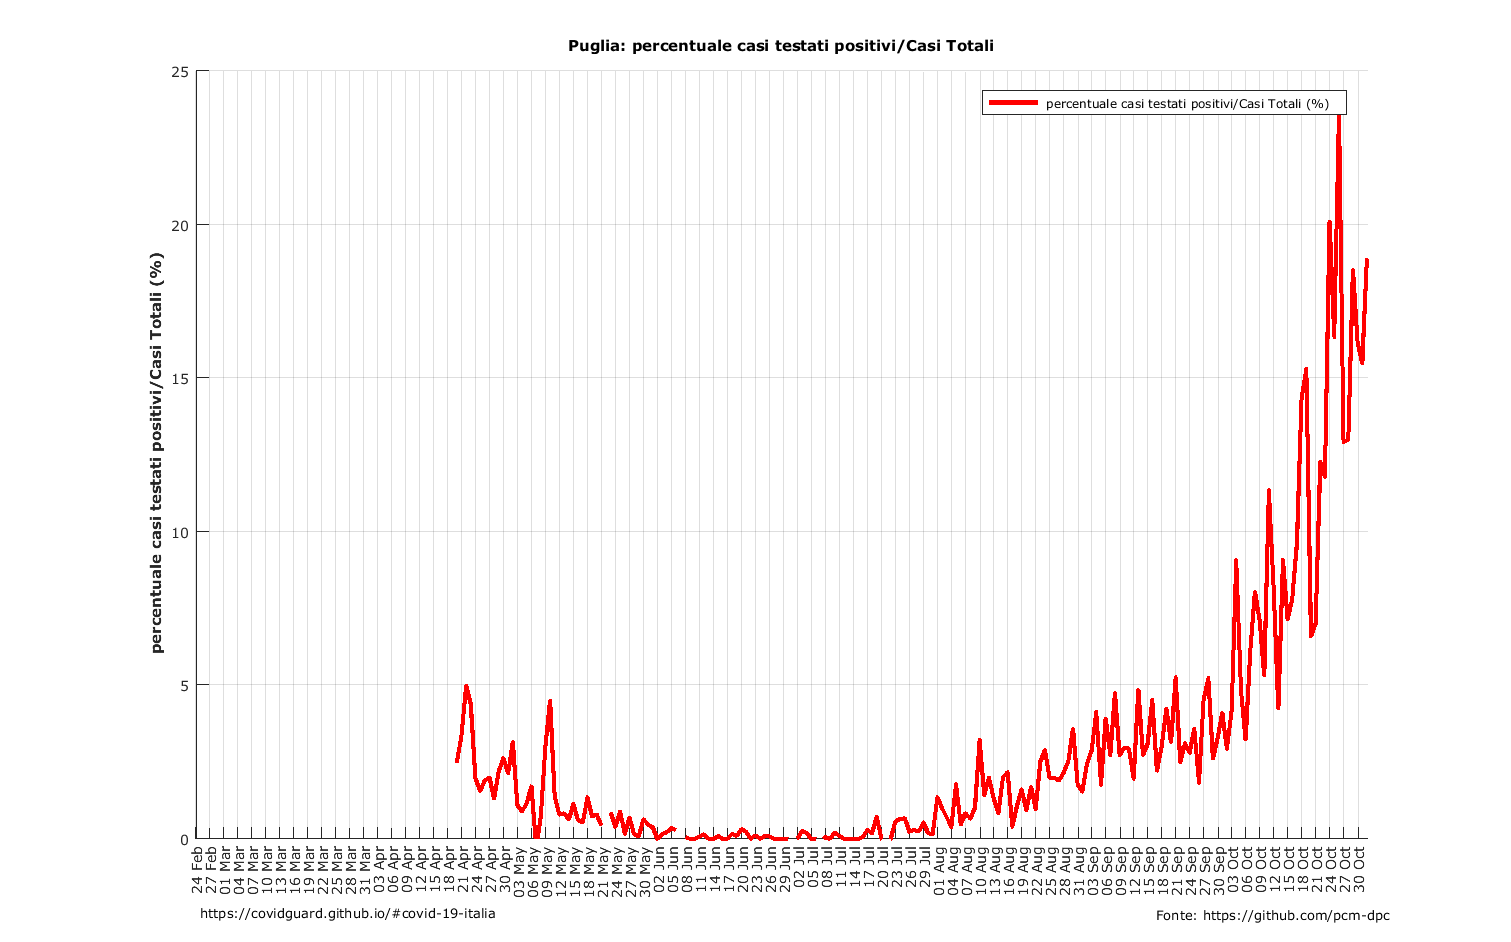 Puglia: percentuale casi testati positivi/Casi Totali
percentuale casi testati positivi/Casi Totali (%)
percentuale casi testati positivi/Casi Totali (%)
25
20
15
10
5
0
24 Feb
27 Feb
01 Mar
04 Mar
07 Mar
10 Mar
13 Mar
16 Mar
19 Mar
22 Mar
25 Mar
28 Mar
31 Mar
03 Apr
06 Apr
09 Apr
12 Apr
15 Apr
18 Apr
21 Apr
24 Apr
27 Apr
30 Apr
03 May
06 May
09 May
12 May
15 May
18 May
21 May
24 May
27 May
30 May
02 Jun
05 Jun
08 Jun
11 Jun
14 Jun
17 Jun
20 Jun
23 Jun
26 Jun
29 Jun
02 Jul
05 Jul
08 Jul
11 Jul
14 Jul
17 Jul
20 Jul
23 Jul
26 Jul
29 Jul
01 Aug
04 Aug
07 Aug
10 Aug
13 Aug
16 Aug
19 Aug
22 Aug
25 Aug
28 Aug
31 Aug
03 Sep
06 Sep
09 Sep
12 Sep
15 Sep
18 Sep
21 Sep
24 Sep
27 Sep
30 Sep
03 Oct
06 Oct
09 Oct
12 Oct
15 Oct
18 Oct
21 Oct
24 Oct
27 Oct
30 Oct
https://covidguard.github.io/#covid-19-italia
Fonte: https://github.com/pcm-dpc